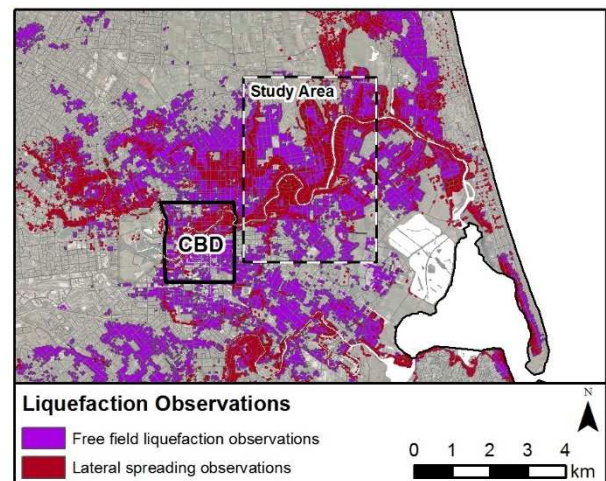 Study Area
CBD
Liquefaction Observations
Free field liquefaction observations
Lateral spreading observations
N
0 1 2 3 4
km